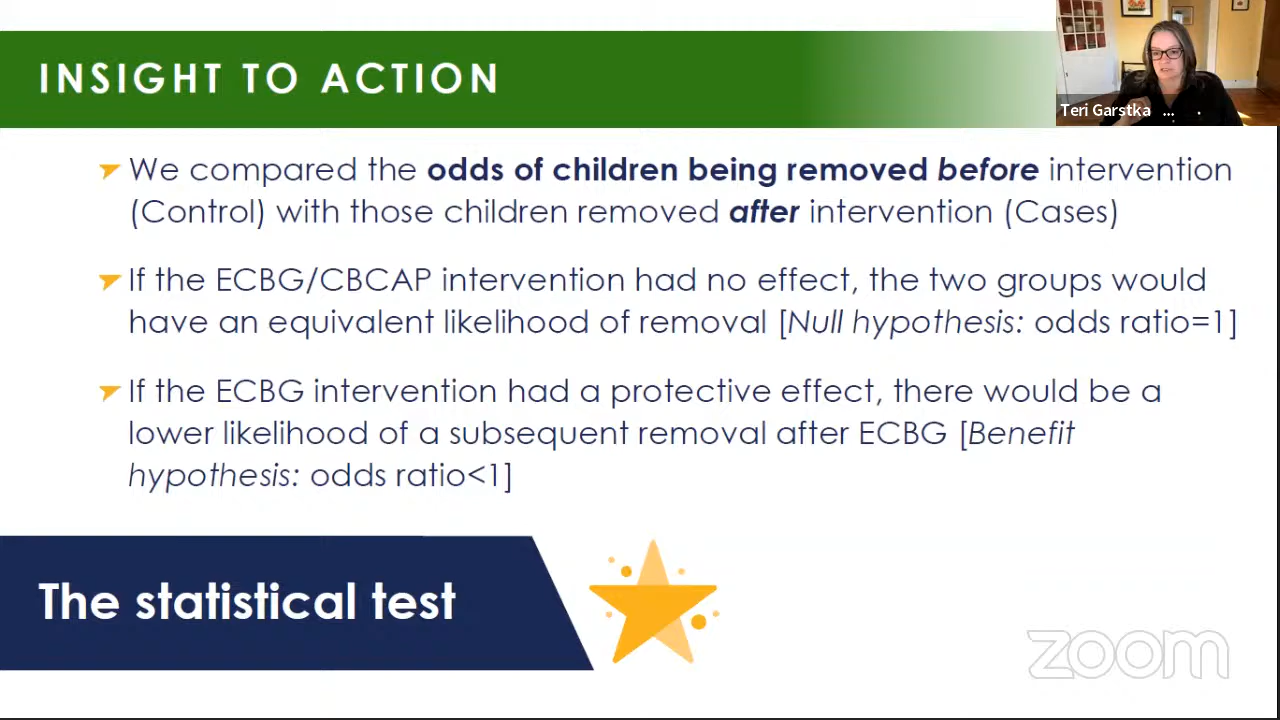 INSIGHT TO ACTION
Teri Garstka ...
We compared the odds of children being removed before intervention
(Control) with those children removed after intervention (Cases)
If the ECBG/CBCAP intervention had no effect, the two groups would
have an equivalent likelihood of removal [Null hypothesis: odds ratio=1]
If the ECBG intervention had a protective effect, there would be a
lower likelihood of a subsequent removal after ECBG [Benefit
hypothesis: odds ratio<1]
The statistical test
zoom